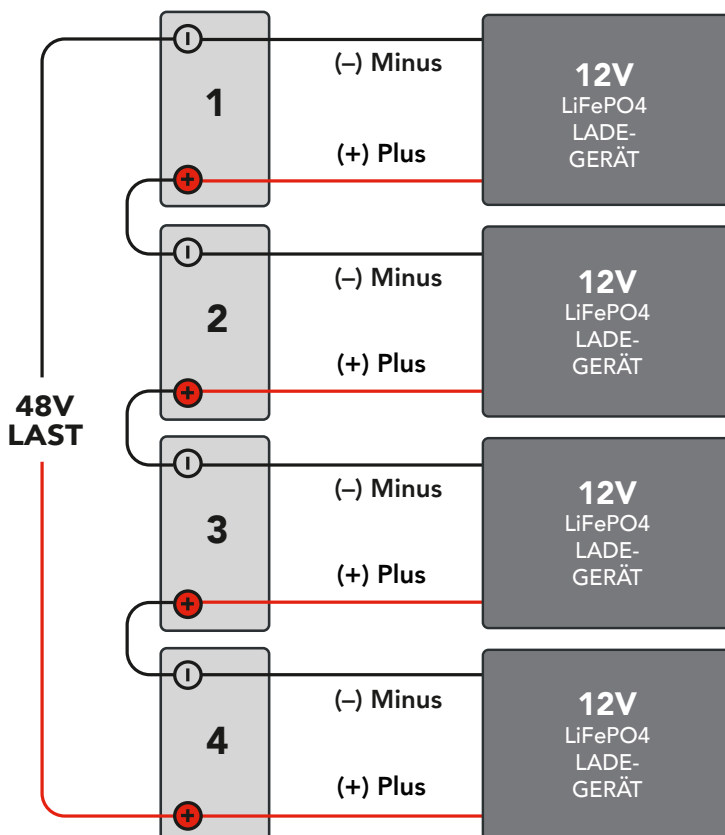 1
(–) Minus
(+) Plus
12V
LiFePO4
LADE-
GERÄT
2
(–) Minus
(+) Plus
12V
LiFePO4
LADE-
GERÄT
48V
LAST
3
(–) Minus
(+) Plus
12V
LiFePO4
LADE-
GERÄT
4
(–) Minus
(+) Plus
12V
LiFePO4
LADE-
GERÄT